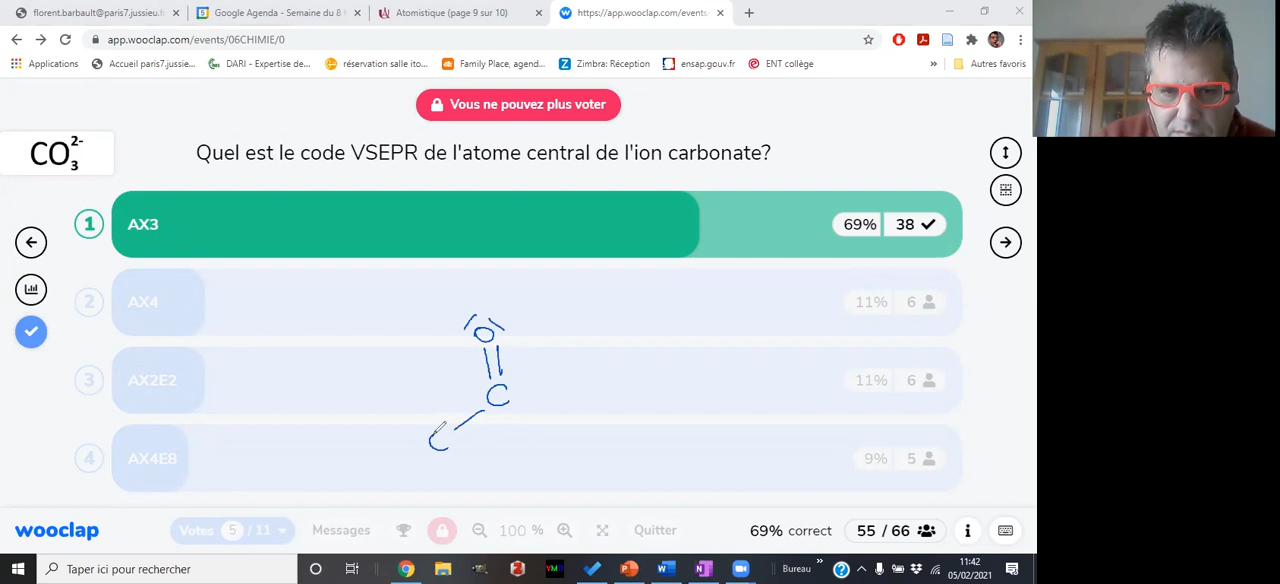 florent.barbault@paris7.jussieu.f
Google Agenda - Semaine du 8 f
Atomistique (page 9 sur 10)
https://app.wooclap.com/events
app.wooclap.com/events/06CHIMIE/0
Applications
Accueil paris7.jussie...
DARI - Expertise de...
réservation salle ito...
Family Place, agend...
Zimbra: Réception
ensap.gouv.fr
ENT collège
»
Autres favoris
Vous ne pouvez plus voter
CO₃²⁻
Quel est le code VSEPR de l'atome central de l'ion carbonate?
1 AX3 69% 38
2 AX4 11% 6
3 AX2E2 11% 6
4 AX4E8 9% 5
O
C
wooclap
Votes 5 / 11
Messages
100 %
Quitter
69% correct
55 / 66
Taper ici pour rechercher
Bureau »
11:42
05/02/2021